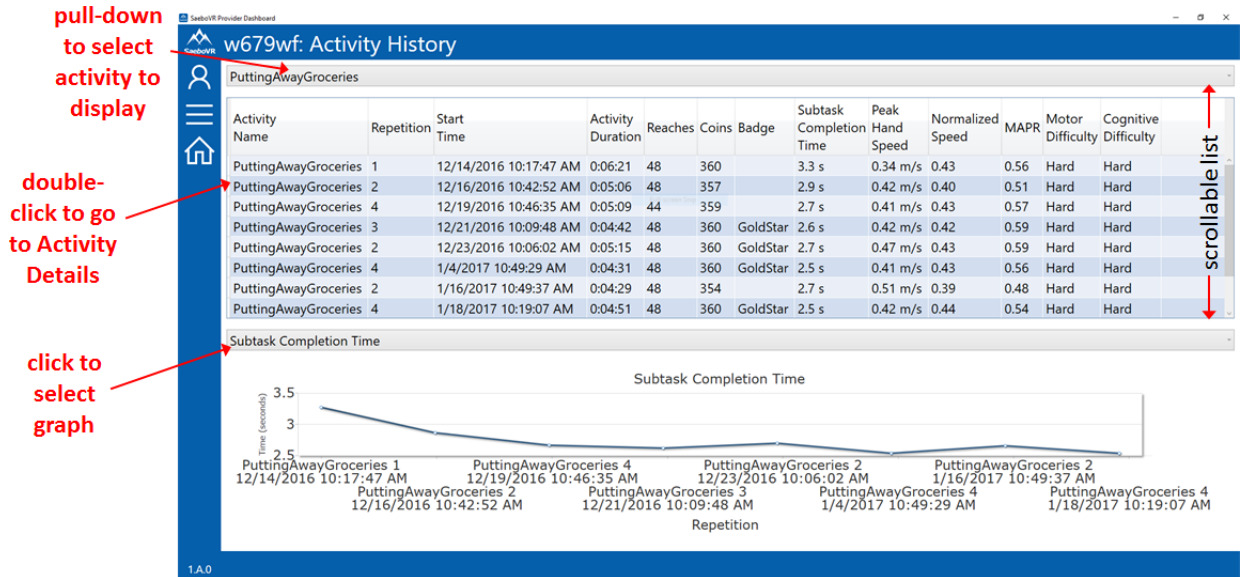 pull-down
to select
activity to
display
double-
click to go
to Activity
Details
click to
select
graph
SaeboVR Provider Dashboard
SaeboVR
w679wf: Activity History
PuttingAwayGroceries
Activity Name Repetition Start Time Activity Duration Reaches Coins Badge Subtask Completion Time Peak Hand Speed Normalized Speed MAPR Motor Difficulty Cognitive Difficulty
PuttingAwayGroceries 1 12/14/2016 10:17:47 AM 0:06:21 48 360 3.3 s 0.34 m/s 0.43 0.56 Hard Hard
PuttingAwayGroceries 2 12/16/2016 10:42:52 AM 0:05:06 48 357 2.9 s 0.42 m/s 0.40 0.51 Hard Hard
PuttingAwayGroceries 4 12/19/2016 10:46:35 AM 0:05:09 44 359 2.7 s 0.41 m/s 0.43 0.57 Hard Hard
PuttingAwayGroceries 3 12/21/2016 10:09:48 AM 0:04:42 48 360 GoldStar 2.6 s 0.42 m/s 0.42 0.59 Hard Hard
PuttingAwayGroceries 2 12/23/2016 10:06:02 AM 0:05:15 48 360 GoldStar 2.7 s 0.47 m/s 0.43 0.59 Hard Hard
PuttingAwayGroceries 4 1/4/2017 10:49:29 AM 0:04:31 48 360 GoldStar 2.5 s 0.41 m/s 0.43 0.56 Hard Hard
PuttingAwayGroceries 2 1/16/2017 10:49:37 AM 0:04:29 48 354 2.7 s 0.51 m/s 0.39 0.48 Hard Hard
PuttingAwayGroceries 4 1/18/2017 10:19:07 AM 0:04:51 48 360 GoldStar 2.5 s 0.42 m/s 0.44 0.54 Hard Hard
scrollable list
Subtask Completion Time
Subtask Completion Time
Time (seconds)
3.5
3
2.5
PuttingAwayGroceries 1 PuttingAwayGroceries 4 PuttingAwayGroceries 2 PuttingAwayGroceries 2
12/14/2016 10:17:47 AM 12/19/2016 10:46:35 AM 12/23/2016 10:06:02 AM 1/16/2017 10:49:37 AM
PuttingAwayGroceries 2 PuttingAwayGroceries 3 PuttingAwayGroceries 4 PuttingAwayGroceries 4
12/16/2016 10:42:52 AM 12/21/2016 10:09:48 AM 1/4/2017 10:49:29 AM 1/18/2017 10:19:07 AM
Repetition
1.A.0